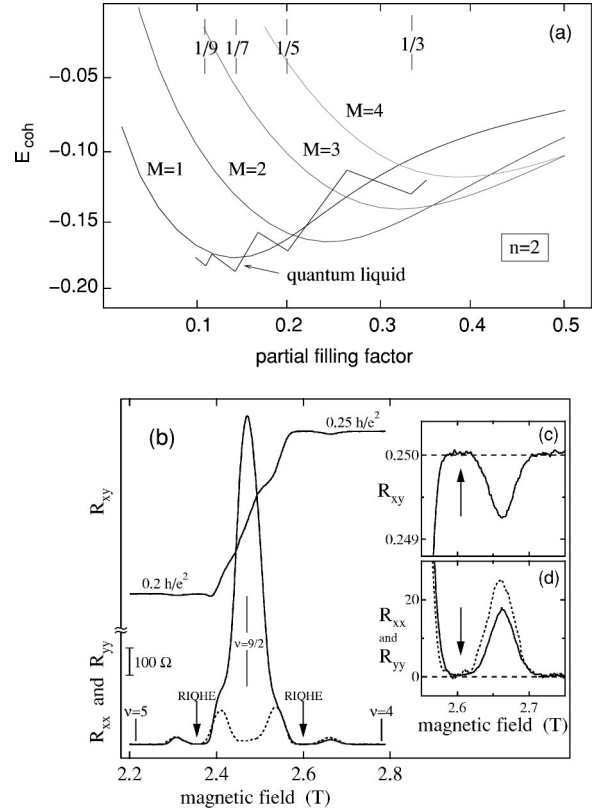 1/9 1/7 1/5 1/3 (a)
−0.05
M=4
E_coh
−0.10
M=3
M=1 M=2
−0.15
n=2
quantum liquid
−0.20
0.1 0.2 0.3 0.4 0.5
partial filling factor
(b) 0.25 h/e² (c)
0.250
R_xy R_xy
0.249
0.2 h/e²
(d)
20
R_xx and R_yy
ν=9/2
100 Ω
R_xx and R_yy
RIQHE RIQHE
ν=5 ν=4
0
2.6 2.7
magnetic field (T)
2.2 2.4 2.6 2.8
magnetic field (T)